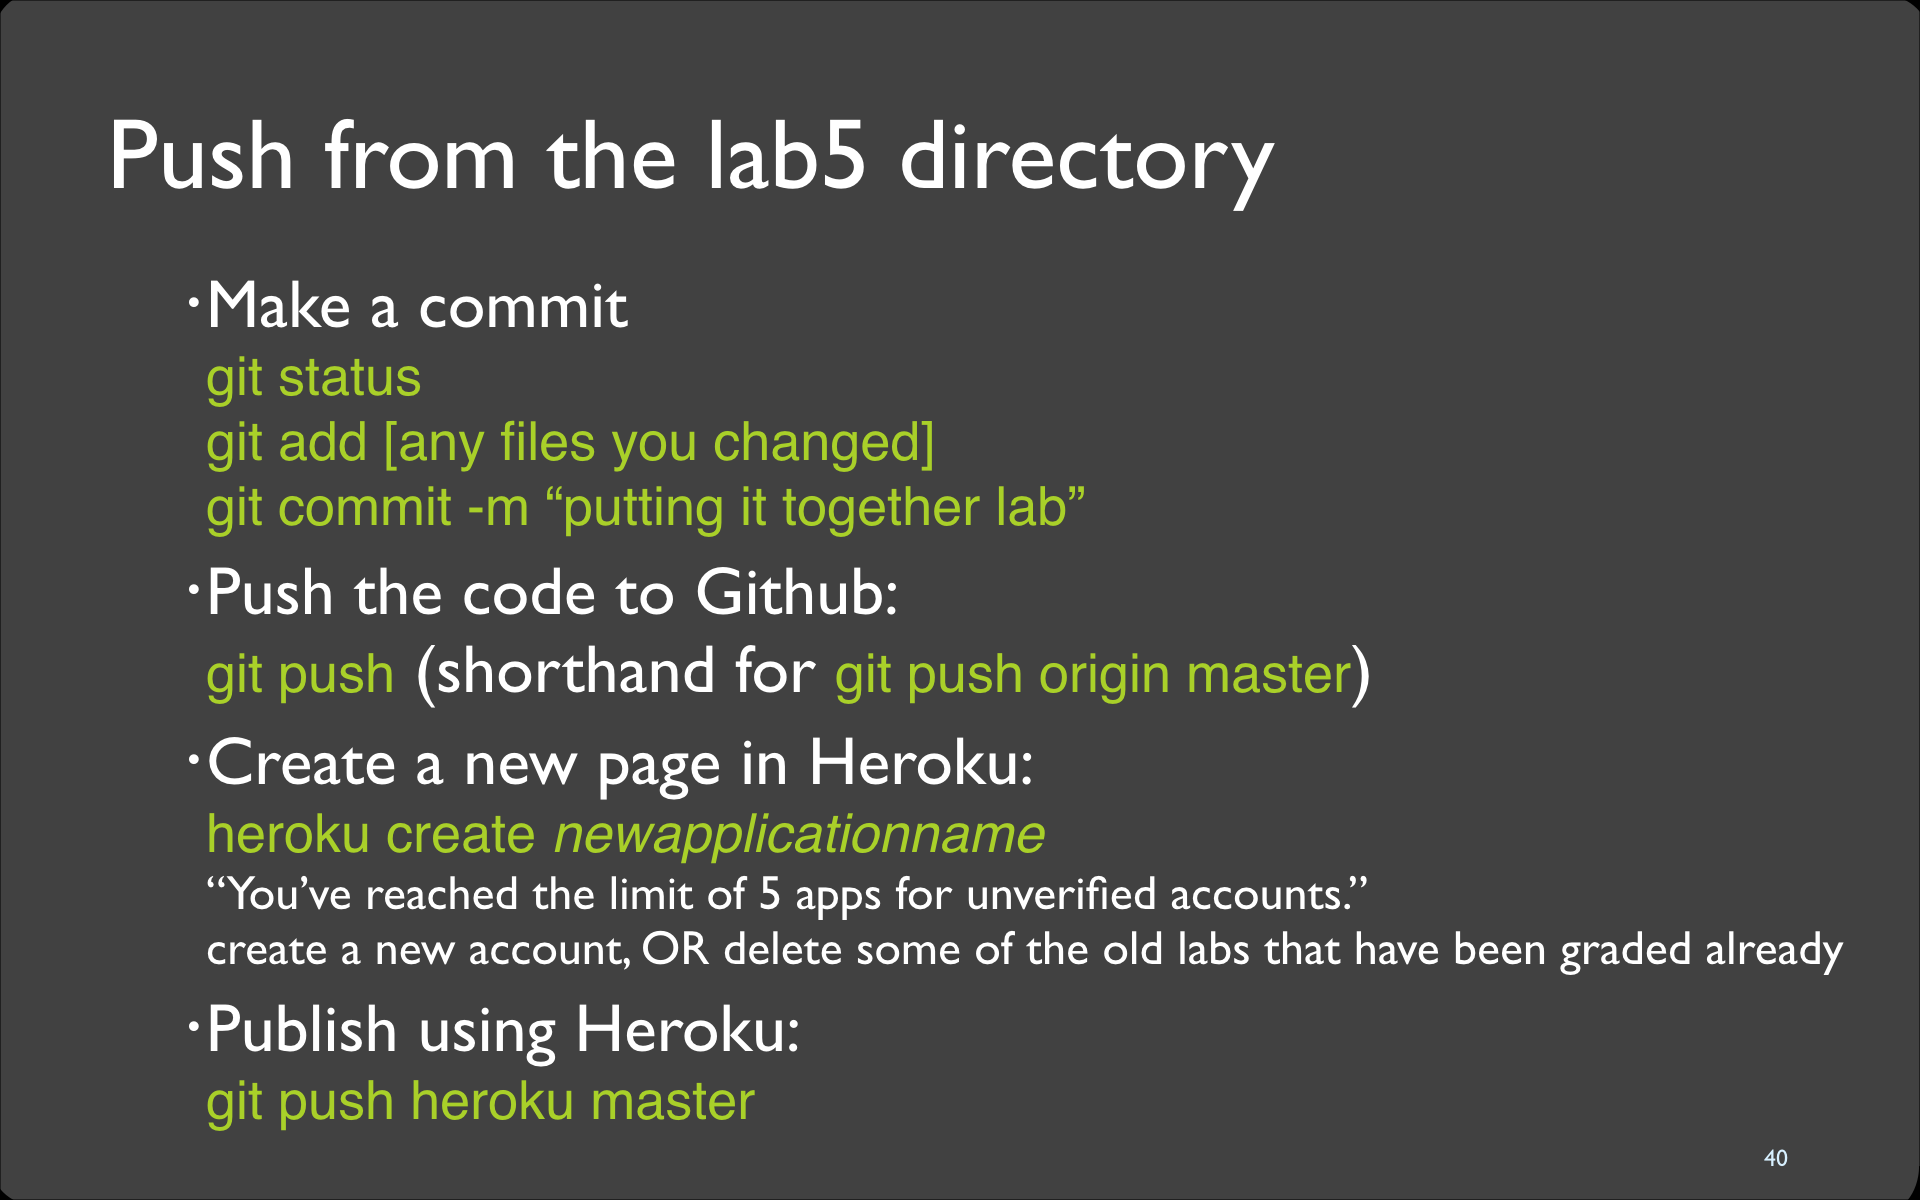 Push from the lab5 directory
•Make a commit
git status
git add [any files you changed]
git commit -m “putting it together lab”
•Push the code to Github:
git push (shorthand for git push origin master)
•Create a new page in Heroku:
heroku create newapplicationname
“You’ve reached the limit of 5 apps for unverified accounts.”
create a new account, OR delete some of the old labs that have been graded already
•Publish using Heroku:
git push heroku master
40